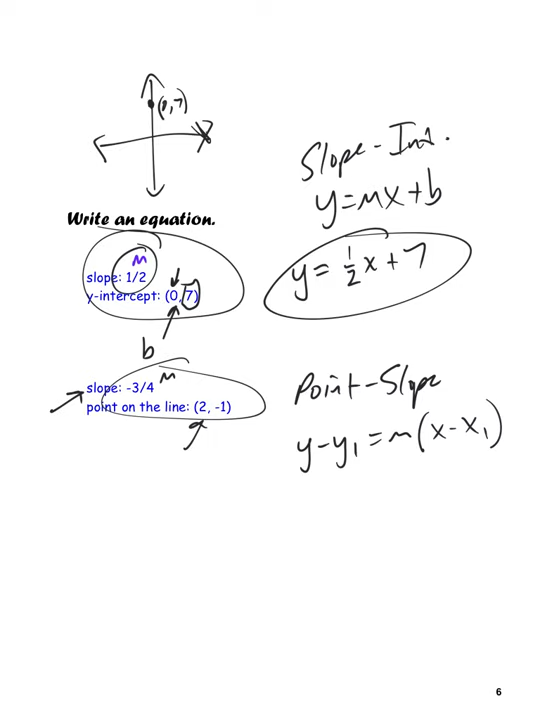 (0,7)
Slope-Int.
y=mx+b
Write an equation.
m
slope: 1/2
y-intercept: (0, 7)
y = 1/2 x + 7
b
m
slope: -3/4
point on the line: (2, -1)
Point-Slope
y-y₁=m(x-x₁)
6